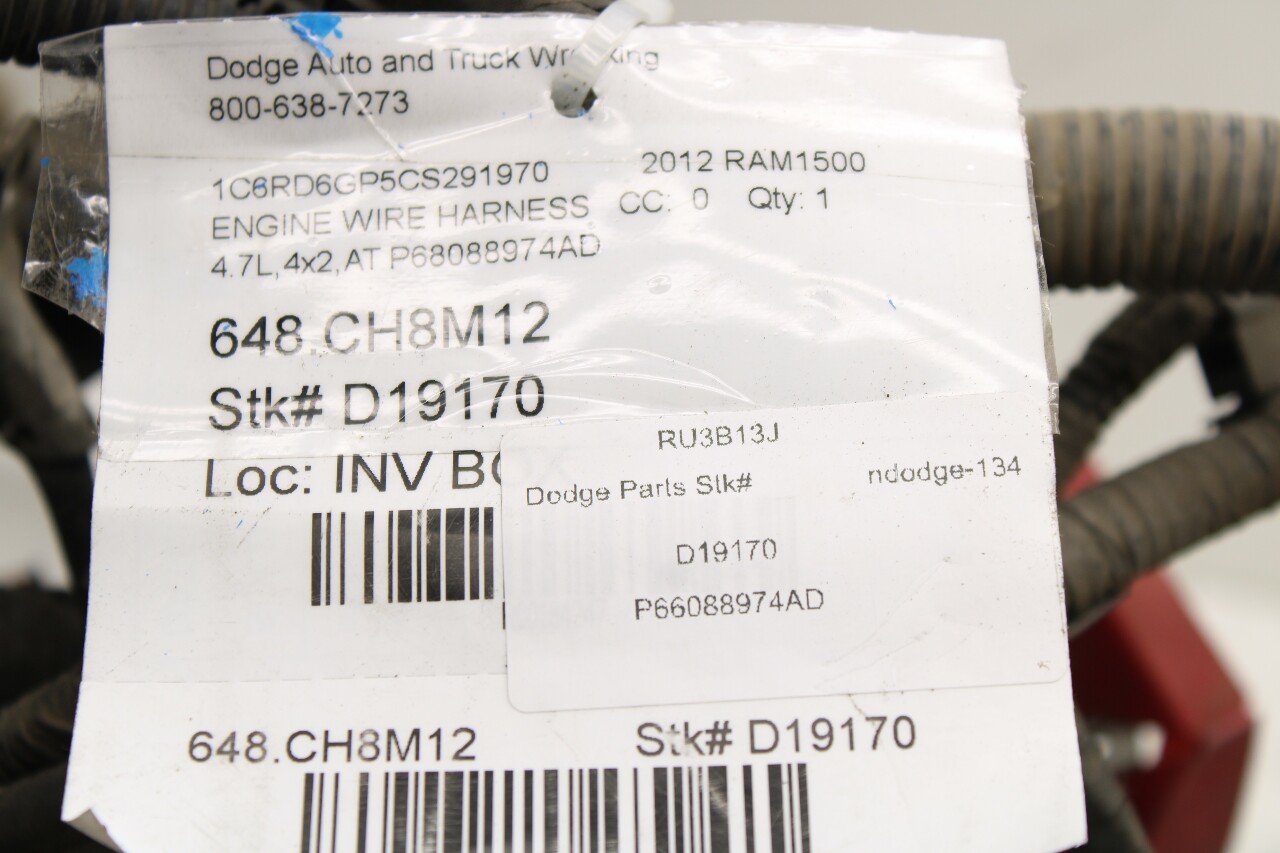 Dodge Auto and Truck Wrecking
800-638-7273
1C6RD6GP5CS291970 2012 RAM1500
ENGINE WIRE HARNESS CC: 0 Qty: 1
4.7L,4x2,AT P68088974AD
648.CH8M12
Stk# D19170
Loc: INV BOX
RU3B13J
Dodge Parts Stk# ndodge-134
D19170
P66088974AD
648.CH8M12 Stk# D19170